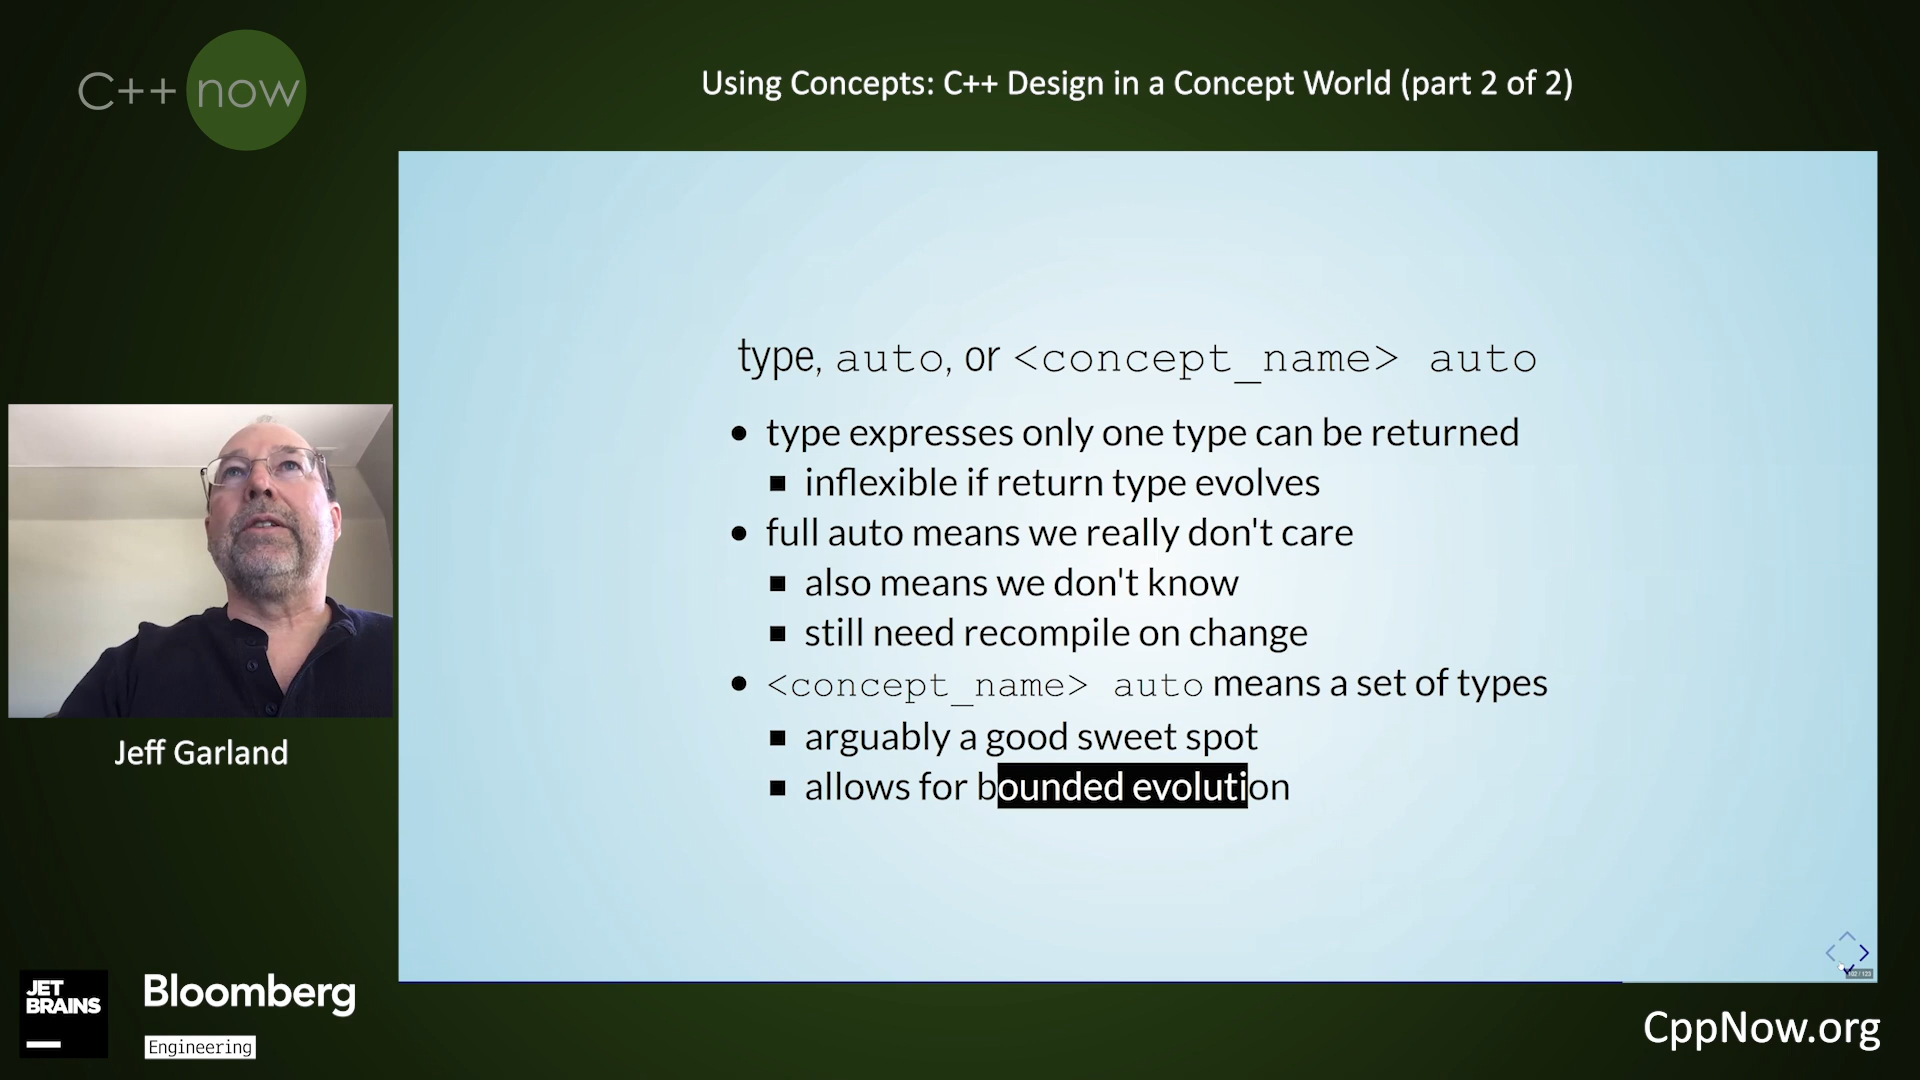 C++ now
Using Concepts: C++ Design in a Concept World (part 2 of 2)
type, auto, or <concept_name> auto
• type expresses only one type can be returned
▪ inflexible if return type evolves
• full auto means we really don't care
▪ also means we don't know
▪ still need recompile on change
• <concept_name> auto means a set of types
▪ arguably a good sweet spot
▪ allows for bounded evolution
Jeff Garland
JET
BRAINS
Bloomberg
Engineering
102 / 123
CppNow.org